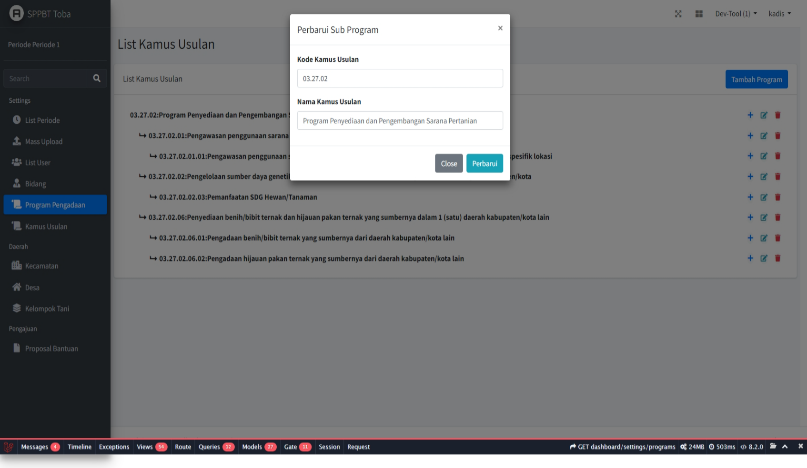 SPPBT Toba
Dev-Tool (1)
kadis
Periode Periode 1
List Kamus Usulan
Search
Settings
List Periode
Mass Upload
List User
Bidang
Program Pengadaan
Kamus Usulan
Daerah
Kecamatan
Desa
Kelompok Tani
Pengajuan
Proposal Bantuan
List Kamus Usulan
Tambah Program
03.27.02:Program Penyediaan dan Pengembangan
03.27.02.01:Pengawasan penggunaan sarana
03.27.02.01.01:Pengawasan penggunaan spesifik lokasi
03.27.02.02:Pengelolaan sumber daya geneti n/kota
03.27.02.02.03:Pemanfaatan SDG Hewan/Tanaman
03.27.02.06:Penyediaan benih/bibit ternak dan hijauan pakan ternak yang sumbernya dalam 1 (satu) daerah kabupaten/kota lain
03.27.02.06.01:Pengadaan benih/bibit ternak yang sumbernya dari daerah kabupaten/kota lain
03.27.02.06.02:Pengadaan hijauan pakan ternak yang sumbernya dari daerah kabupaten/kota lain
Perbarui Sub Program ×
Kode Kamus Usulan
03.27.02
Nama Kamus Usulan
Program Penyediaan dan Pengembangan Sarana Pertanian
Close Perbarui
Messages 4 Timeline Exceptions Views Route Queries Models Gate Session Request GET dashboard/settings/programs 24MB 503ms 8.2.0